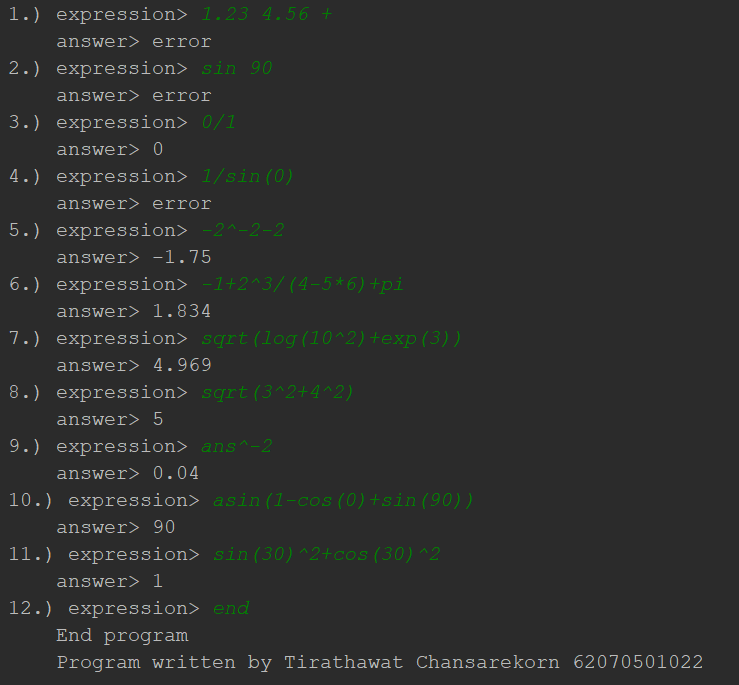 1.) expression> 1.23 4.56 +
answer> error
2.) expression> sin 90
answer> error
3.) expression> 0/1
answer> 0
4.) expression> 1/sin(0)
answer> error
5.) expression> -2^-2-2
answer> -1.75
6.) expression> -1+2^3/(4-5*6)+pi
answer> 1.834
7.) expression> sqrt(log(10^2)+exp(3))
answer> 4.969
8.) expression> sqrt(3^2+4^2)
answer> 5
9.) expression> ans^-2
answer> 0.04
10.) expression> asin(1-cos(0)+sin(90))
answer> 90
11.) expression> sin(30)^2+cos(30)^2
answer> 1
12.) expression> end
End program
Program written by Tirathawat Chansarekorn 62070501022